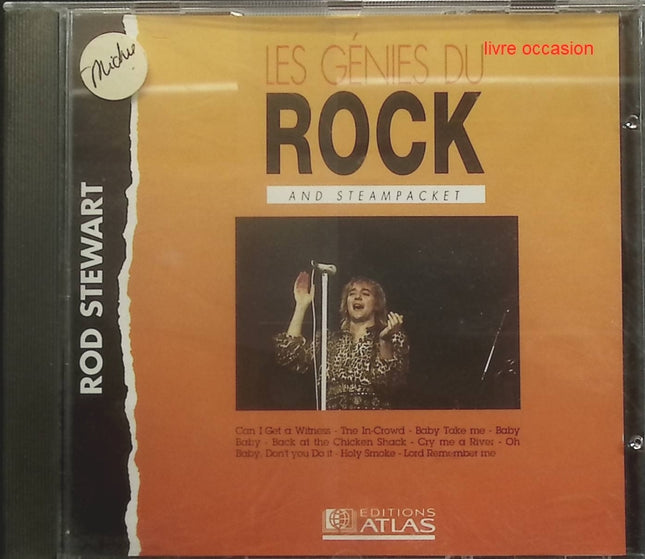 Michu
LES GÉNIES DU
livre occasion
ROCK
AND STEAMPACKET
ROD STEWART
Can I Get a Witness - The In-Crowd - Baby Take me - Baby
Baby - Back at the Chicken Shack - Cry me a River - Oh
Baby, Don't you Do it - Holy Smoke - Lord Remember me
EDITIONS
ATLAS